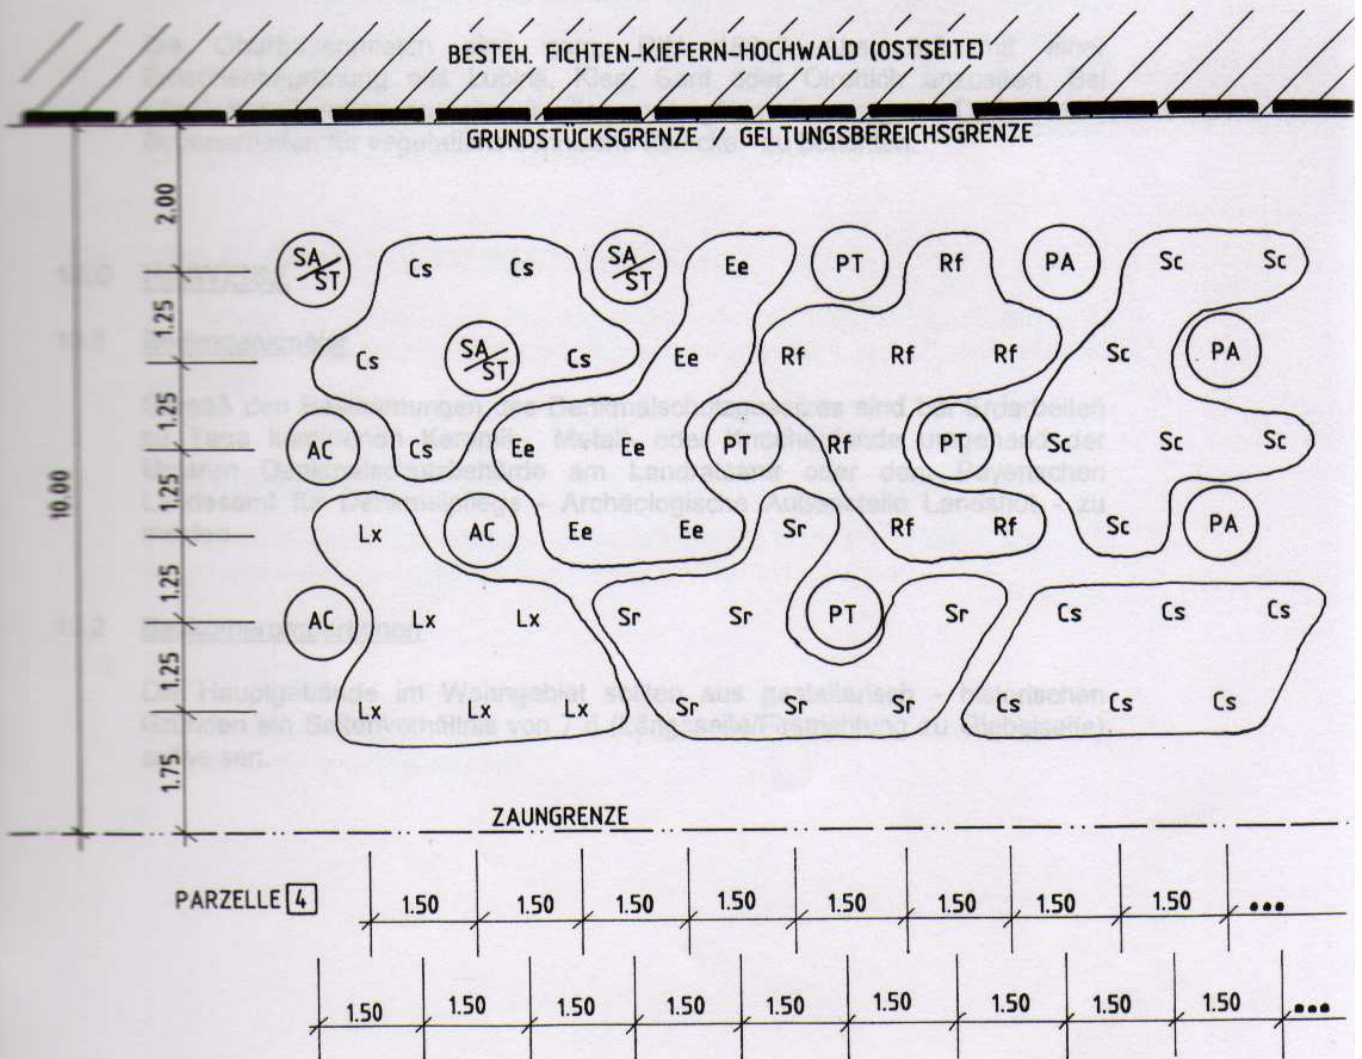 BESTEH. FICHTEN-KIEFERN-HOCHWALD (OSTSEITE)
GRUNDSTÜCKSGRENZE / GELTUNGSBEREICHSGRENZE
2,00
SA/ST Cs Cs SA/ST Ee PT Rf PA Sc Sc
1.25
Cs SA/ST Cs Ee Rf Rf Rf Sc PA
1.25
AC Cs Ee Ee PT Rf PT Sc Sc Sc
10.00
1.25
Lx AC Ee Ee Sr Rf Rf Sc PA
1.25
AC Lx Lx Sr Sr PT Sr Cs Cs Cs
1.25
Lx Lx Lx Sr Sr Sr Cs Cs Cs
1.75
ZAUNGRENZE
PARZELLE 4
1.50 1.50 1.50 1.50 1.50 1.50 1.50 1.50 ...
1.50 1.50 1.50 1.50 1.50 1.50 1.50 1.50 1.50 ...